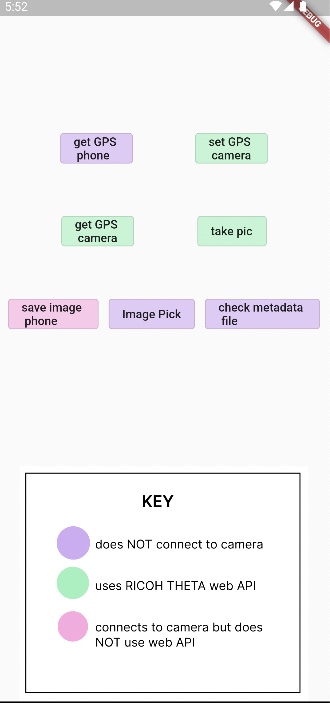 5:52
DEBUG
get GPS
phone
set GPS
camera
get GPS
camera
take pic
save image
phone
Image Pick
check metadata
file
KEY
does NOT connect to camera
uses RICOH THETA web API
connects to camera but does
NOT use web API